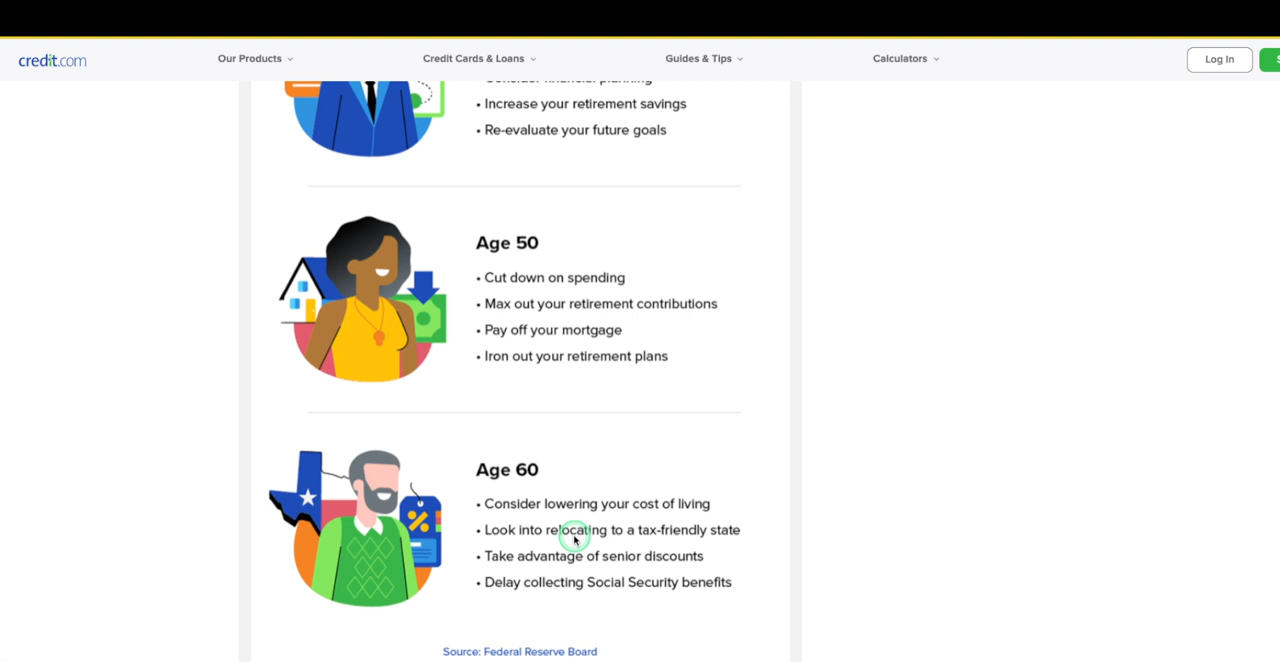 credit.com
Our Products
Credit Cards & Loans
Guides & Tips
Calculators
Log In
• Consider financial planning
• Increase your retirement savings
• Re-evaluate your future goals
Age 50
• Cut down on spending
• Max out your retirement contributions
• Pay off your mortgage
• Iron out your retirement plans
Age 60
• Consider lowering your cost of living
• Look into relocating to a tax-friendly state
• Take advantage of senior discounts
• Delay collecting Social Security benefits
Source: Federal Reserve Board